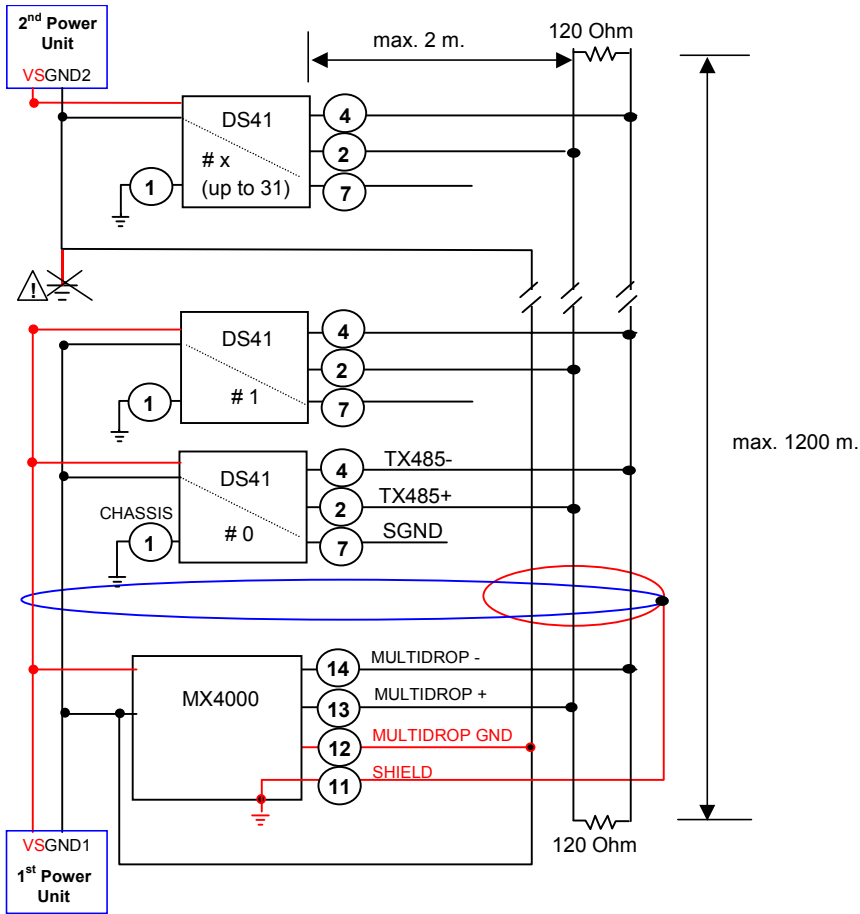 2nd Power
Unit
VSGND2
max. 2 m.
120 Ohm
DS41
# x
(up to 31)
4
2
7
1
!
DS41
# 1
4
2
7
1
max. 1200 m.
DS41
# 0
4
TX485-
2
TX485+
7
SGND
CHASSIS
1
MX4000
14
MULTIDROP -
13
MULTIDROP +
12
MULTIDROP GND
11
SHIELD
120 Ohm
VSGND1
1st Power
Unit